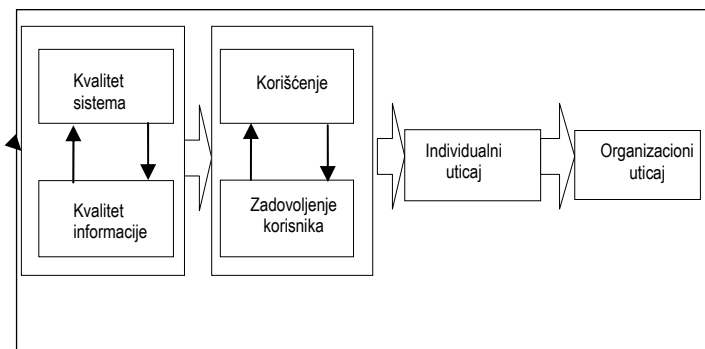 Kvalitet
sistema
Kvalitet
informacije
Korišćenje
Zadovoljenje
korisnika
Individualni
uticaj
Organizacioni
uticaj